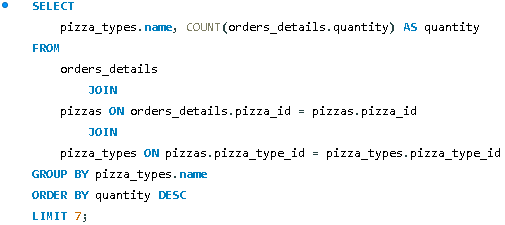 SELECT
pizza_types.name, COUNT(orders_details.quantity) AS quantity
FROM
orders_details
JOIN
pizzas ON orders_details.pizza_id = pizzas.pizza_id
JOIN
pizza_types ON pizzas.pizza_type_id = pizza_types.pizza_type_id
GROUP BY pizza_types.name
ORDER BY quantity DESC
LIMIT 7;